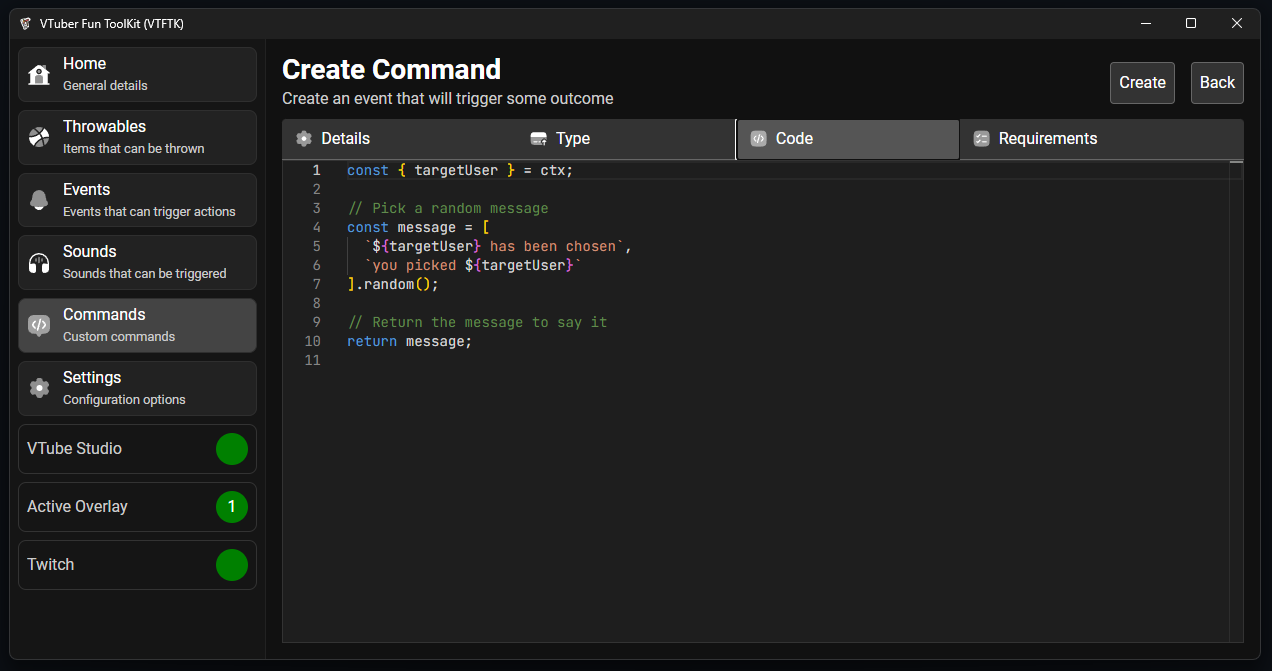 VTuber Fun ToolKit (VTFTK)
Home
General details
Throwables
Items that can be thrown
Events
Events that can trigger actions
Sounds
Sounds that can be triggered
Commands
Custom commands
Settings
Configuration options
VTube Studio
Active Overlay 1
Twitch
Create Command
Create an event that will trigger some outcome
Create Back
Details Type Code Requirements
1 const { targetUser } = ctx;
2
3 // Pick a random message
4 const message = [
5   `${targetUser} has been chosen`,
6   `you picked ${targetUser}`
7 ].random();
8
9 // Return the message to say it
10 return message;
11